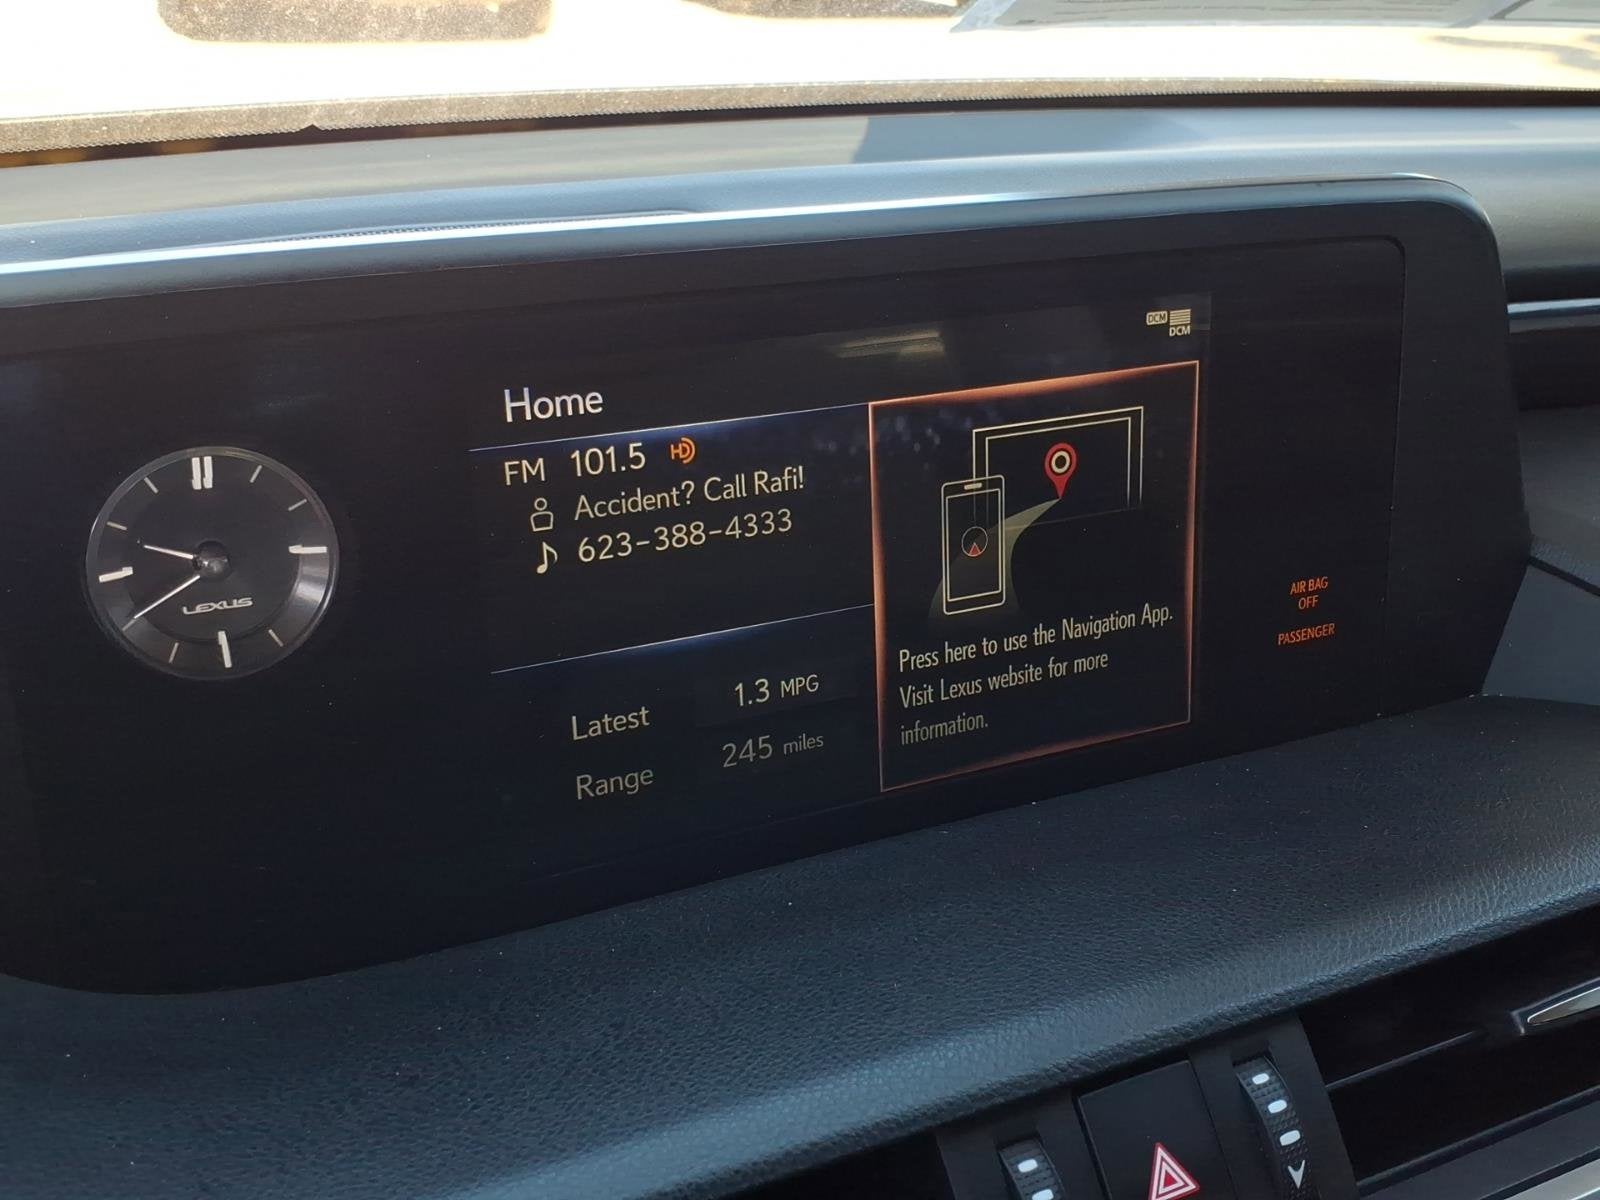 DCM
DCM
Home
FM 101.5 HD
Accident? Call Rafi!
623-388-4333
LEXUS
Latest 1.3 MPG
Range 245 miles
Press here to use the Navigation App.
Visit Lexus website for more
information.
AIR BAG
OFF
PASSENGER